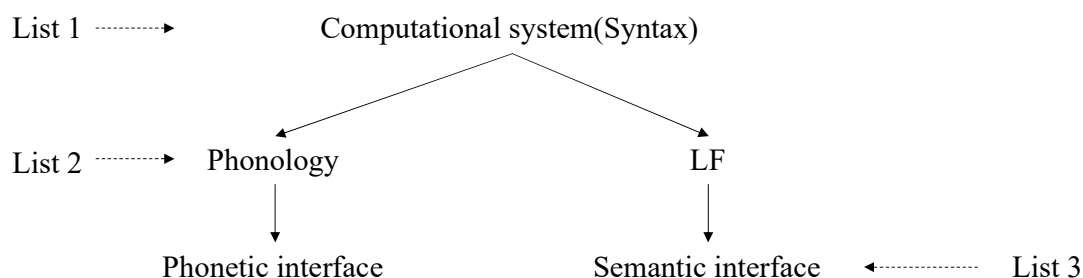 List 1 Computational system(Syntax)
List 2 Phonology LF
Phonetic interface Semantic interface List 3